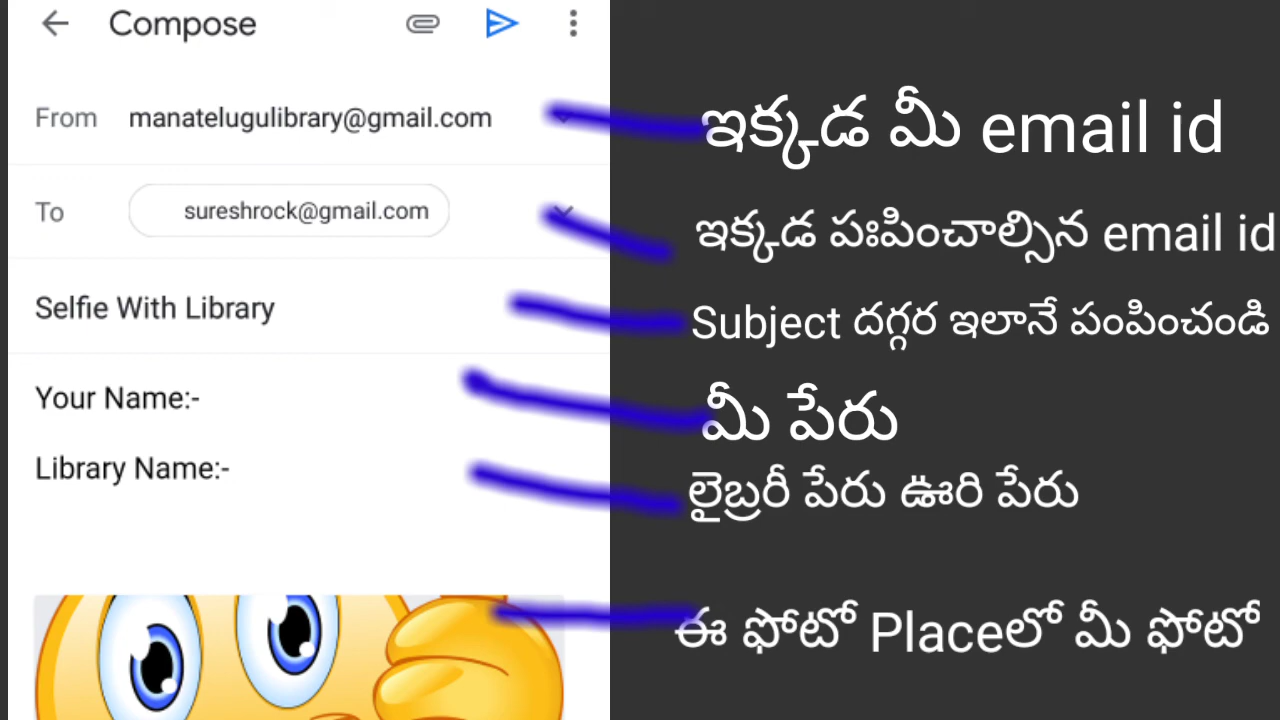 Compose
From manatelugulibrary@gmail.com
ఇక్కడ మీ email id
To sureshrock@gmail.com
ఇక్కడ పఃపించాల్సిన email id
Selfie With Library
Subject దగ్గర ఇలానే పంపించండి
Your Name:-
మీ పేరు
Library Name:-
లైబ్రరీ పేరు ఊరి పేరు
ఈ ఫోటో Placeలో మీ ఫోటో